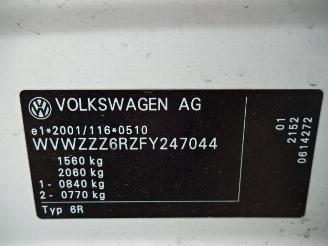 VOLKSWAGEN AG
e1*2001/116*0510
WVWZZZ6RZFY247044
1560 kg
2060 kg
1- 0840 kg
2- 0770 kg
Typ 6R
01
2152
0614272